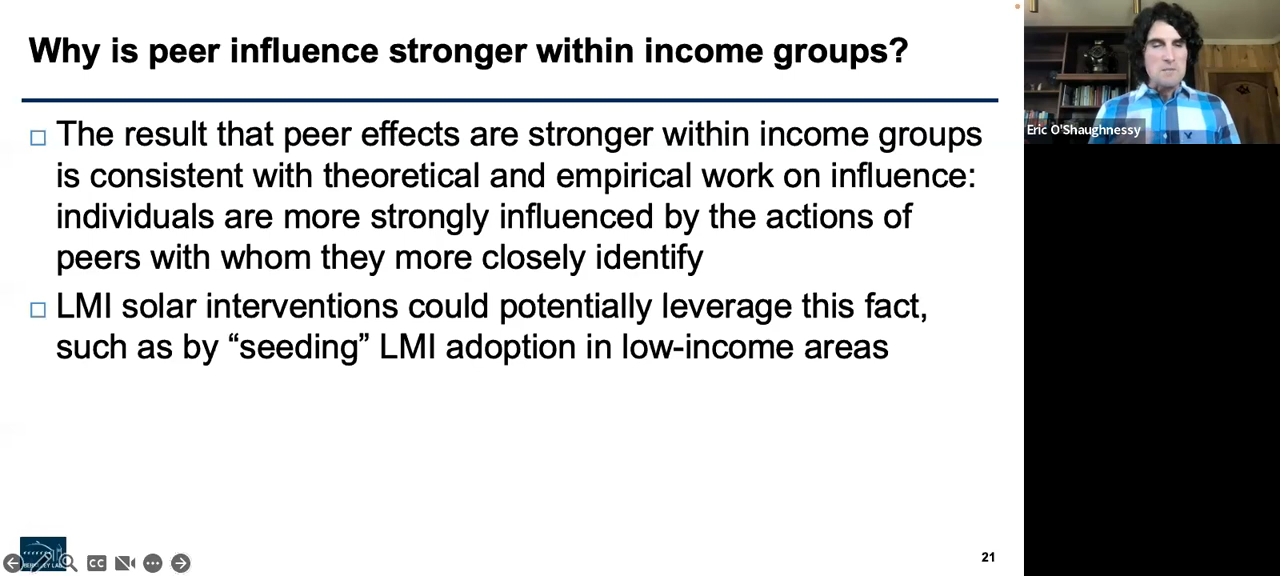 Why is peer influence stronger within income groups?
The result that peer effects are stronger within income groups
is consistent with theoretical and empirical work on influence:
individuals are more strongly influenced by the actions of
peers with whom they more closely identify
LMI solar interventions could potentially leverage this fact,
such as by “seeding” LMI adoption in low-income areas
Eric O'Shaughnessy
CC
21